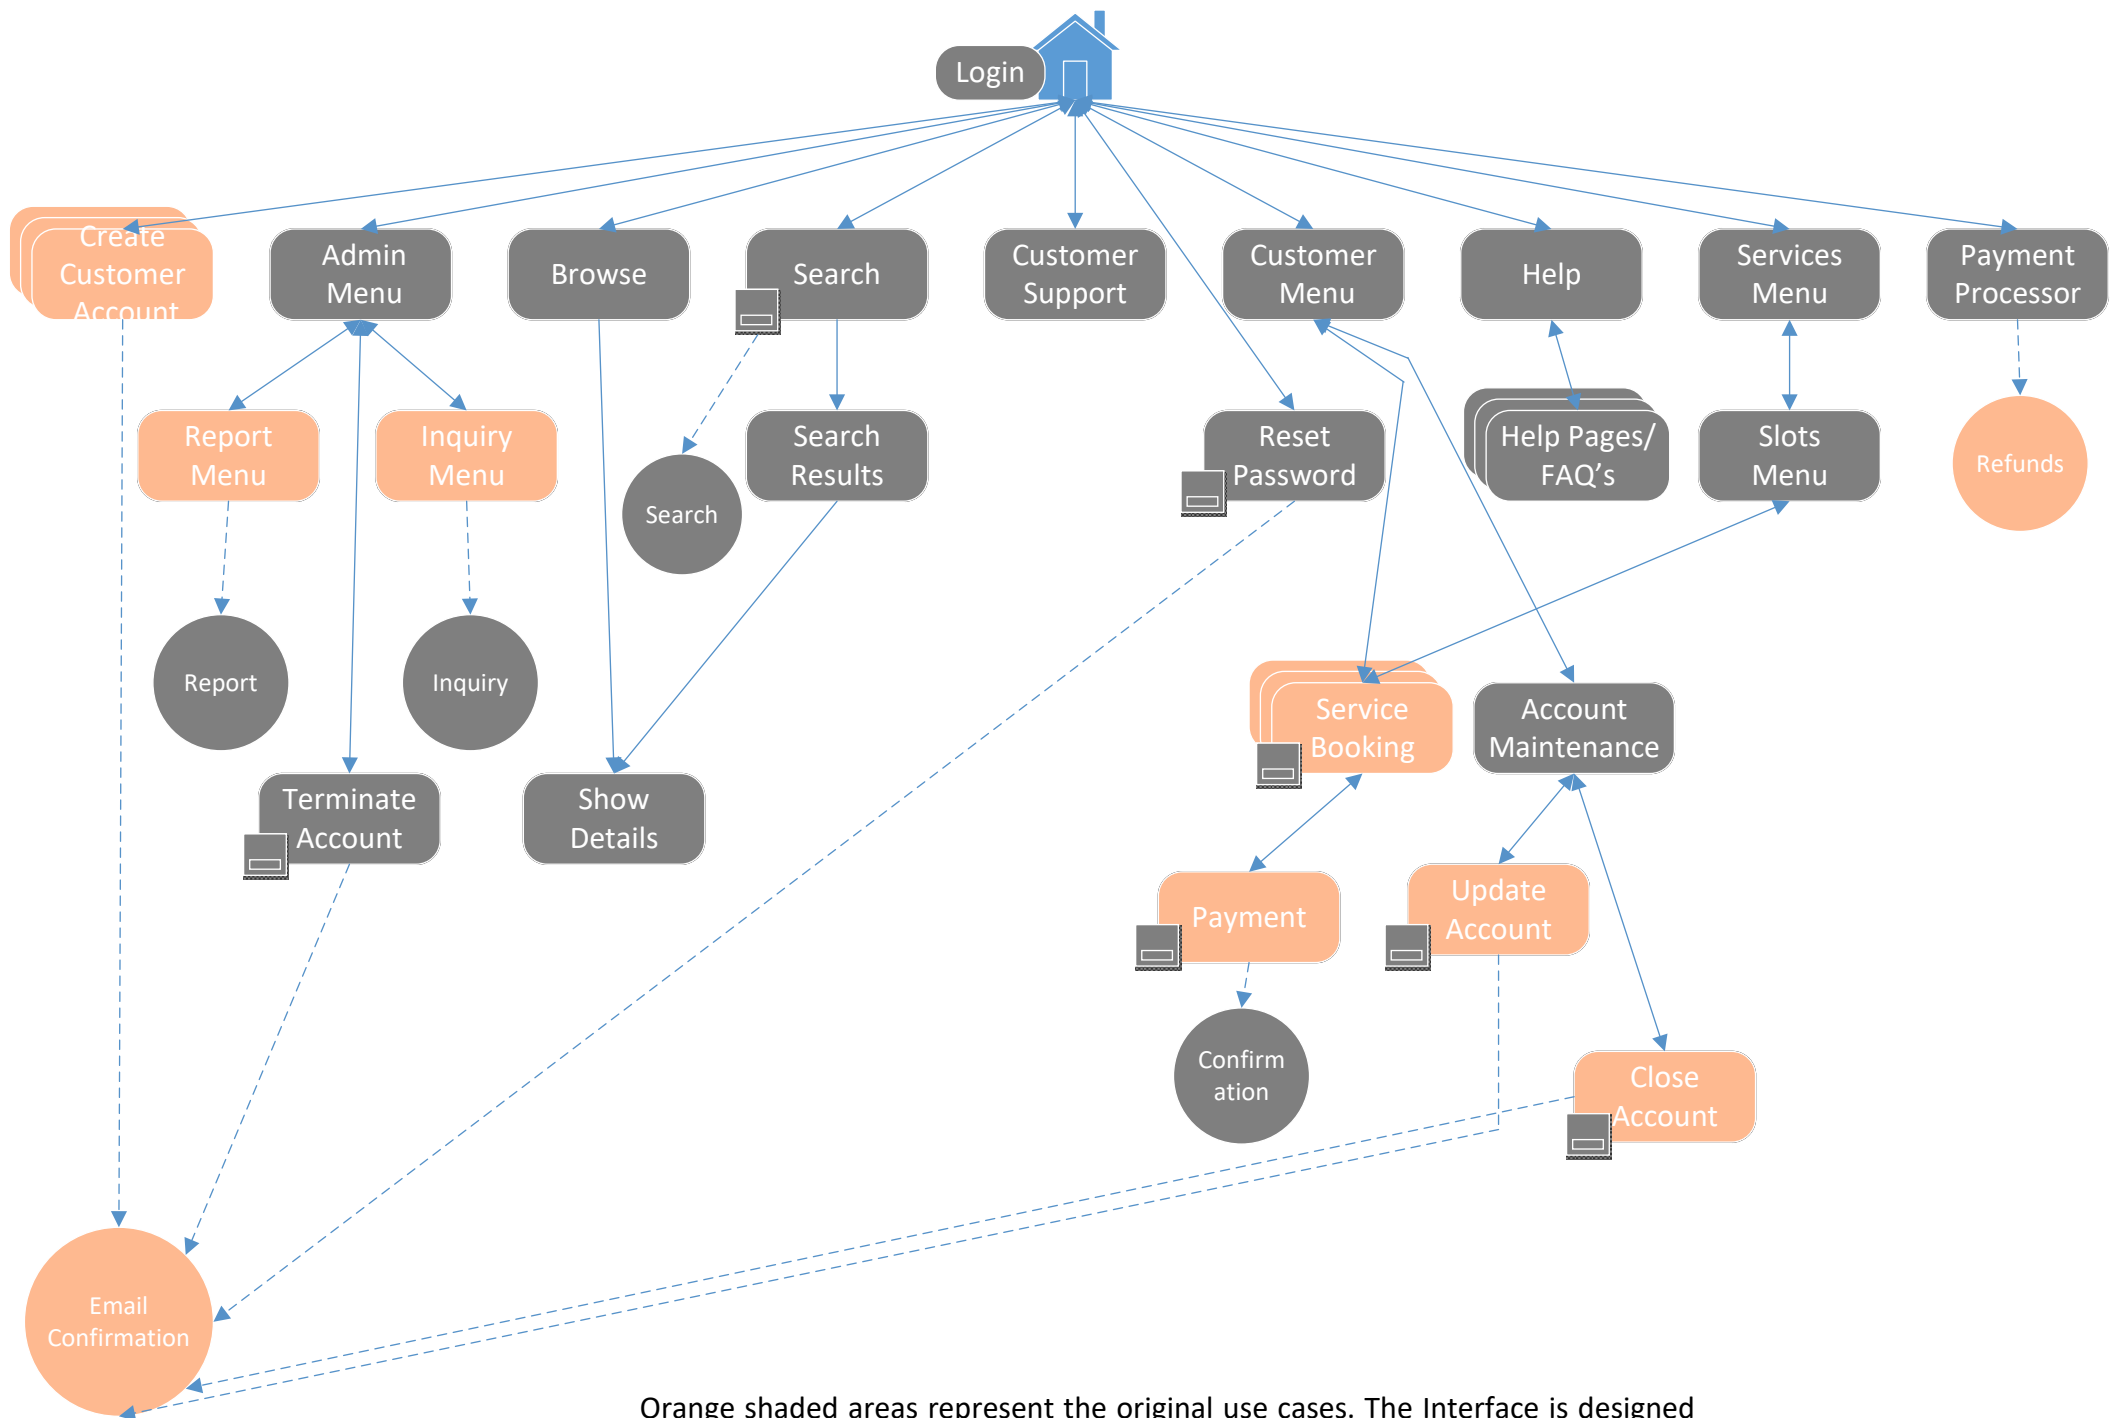 Login
Create
Customer
Account
Admin
Menu
Browse
Search
Customer
Support
Customer
Menu
Help
Services
Menu
Payment
Processor
Report
Menu
Inquiry
Menu
Search
Results
Reset
Password
Help Pages/
FAQ’s
Slots
Menu
Refunds
Search
Report
Inquiry
Service
Booking
Account
Maintenance
Terminate
Account
Show
Details
Payment
Update
Account
Confirm
ation
Close
Account
Email
Confirmation
Orange shaded areas represent the original use cases. The Interface is designed